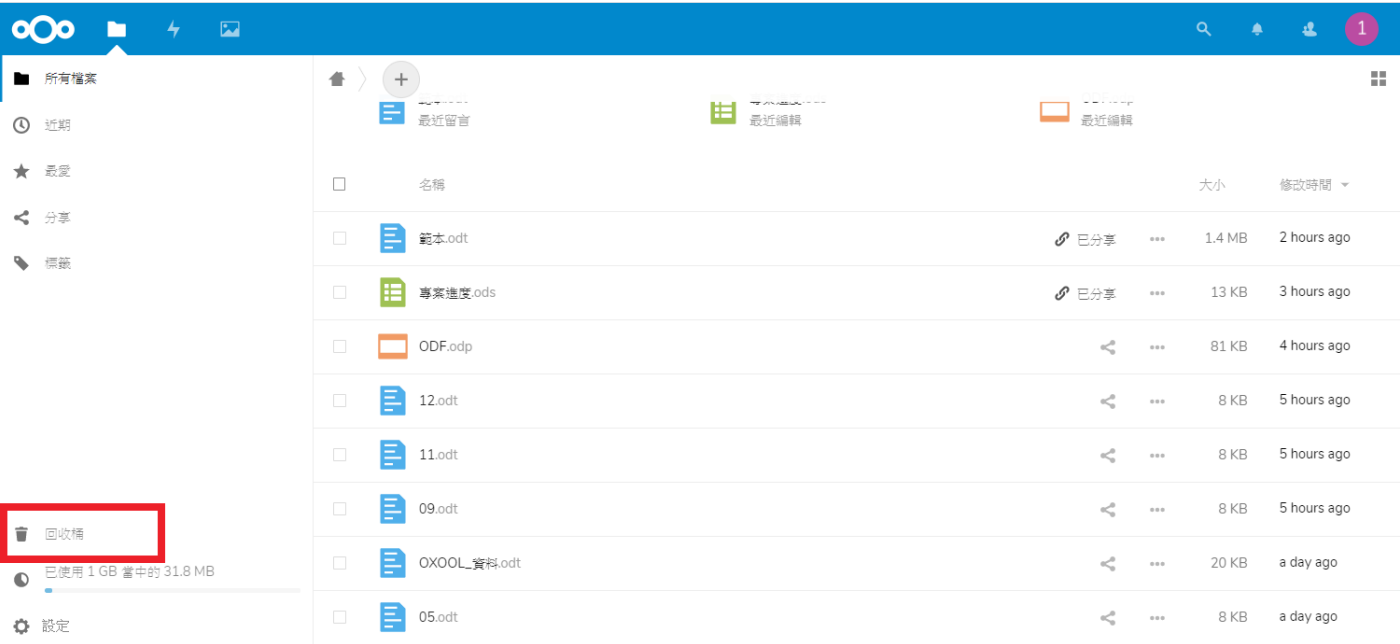 1
所有檔案
近期
最愛
分享
標籤
回收桶
已使用 1 GB 當中的 31.8 MB
設定
最近留言
最近編輯
最近編輯
名稱 大小 修改時間
範本.odt 已分享 1.4 MB 2 hours ago
專案進度.ods 已分享 13 KB 3 hours ago
ODF.odp 81 KB 4 hours ago
12.odt 8 KB 5 hours ago
11.odt 8 KB 5 hours ago
09.odt 8 KB 5 hours ago
OXOOL_資料.odt 20 KB a day ago
05.odt 8 KB a day ago